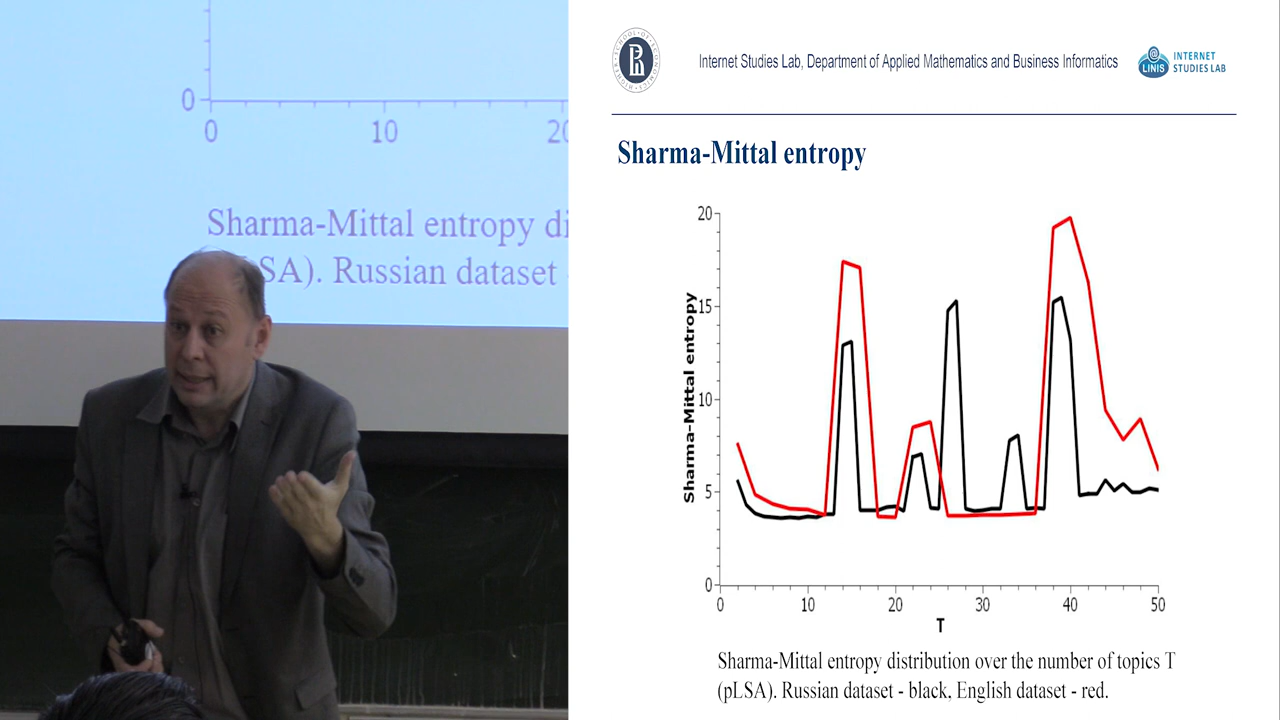 0
0 10
Sharma-Mittal entropy di
LSA). Russian dataset
Internet Studies Lab, Department of Applied Mathematics and Business Informatics
LINIS
INTERNET
STUDIES LAB
Sharma-Mittal entropy
Sharma-Mittal entropy
20
15
10
5
0
0 10 20 30 40 50
T
Sharma-Mittal entropy distribution over the number of topics T
(pLSA). Russian dataset - black, English dataset - red.